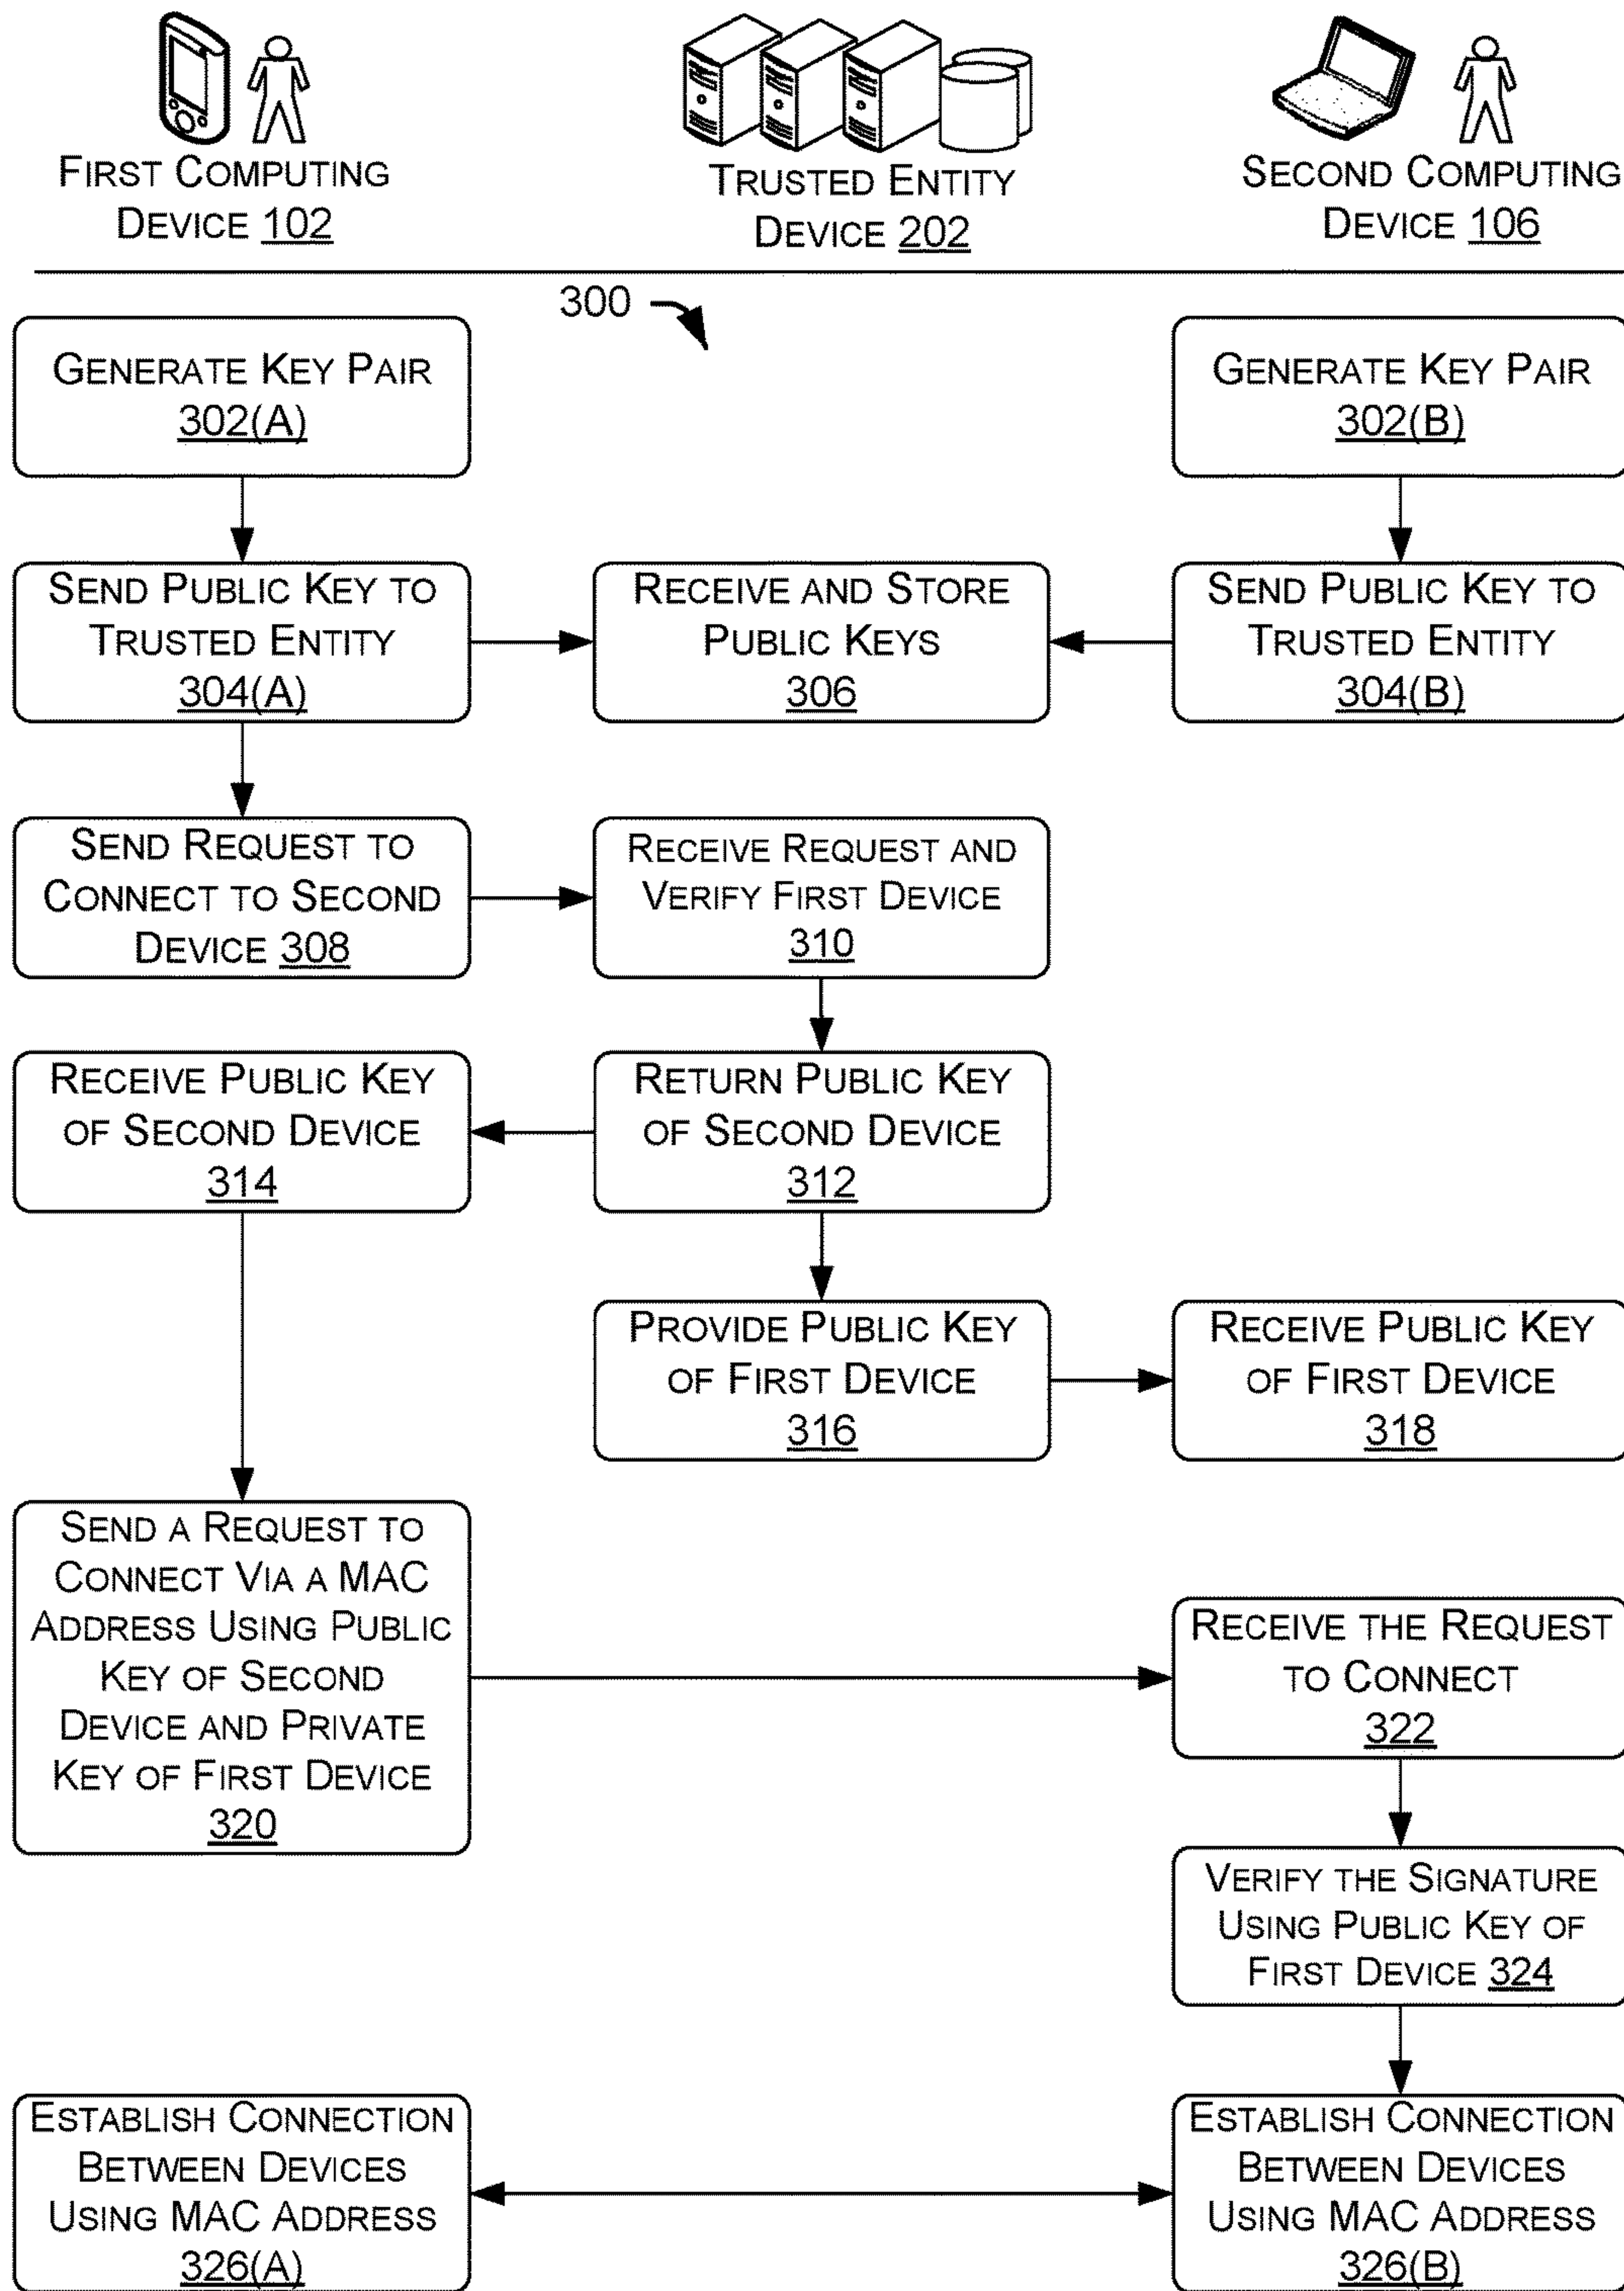 FIRST COMPUTING
DEVICE 102
TRUSTED ENTITY
DEVICE 202
SECOND COMPUTING
DEVICE 106
300
GENERATE KEY PAIR
302(A)
GENERATE KEY PAIR
302(B)
SEND PUBLIC KEY TO
TRUSTED ENTITY
304(A)
RECEIVE AND STORE
PUBLIC KEYS
306
SEND PUBLIC KEY TO
TRUSTED ENTITY
304(B)
SEND REQUEST TO
CONNECT TO SECOND
DEVICE 308
RECEIVE REQUEST AND
VERIFY FIRST DEVICE
310
RECEIVE PUBLIC KEY
OF SECOND DEVICE
314
RETURN PUBLIC KEY
OF SECOND DEVICE
312
PROVIDE PUBLIC KEY
OF FIRST DEVICE
316
RECEIVE PUBLIC KEY
OF FIRST DEVICE
318
SEND A REQUEST TO
CONNECT VIA A MAC
ADDRESS USING PUBLIC
KEY OF SECOND
DEVICE AND PRIVATE
KEY OF FIRST DEVICE
320
RECEIVE THE REQUEST
TO CONNECT
322
VERIFY THE SIGNATURE
USING PUBLIC KEY OF
FIRST DEVICE 324
ESTABLISH CONNECTION
BETWEEN DEVICES
USING MAC ADDRESS
326(A)
ESTABLISH CONNECTION
BETWEEN DEVICES
USING MAC ADDRESS
326(B)